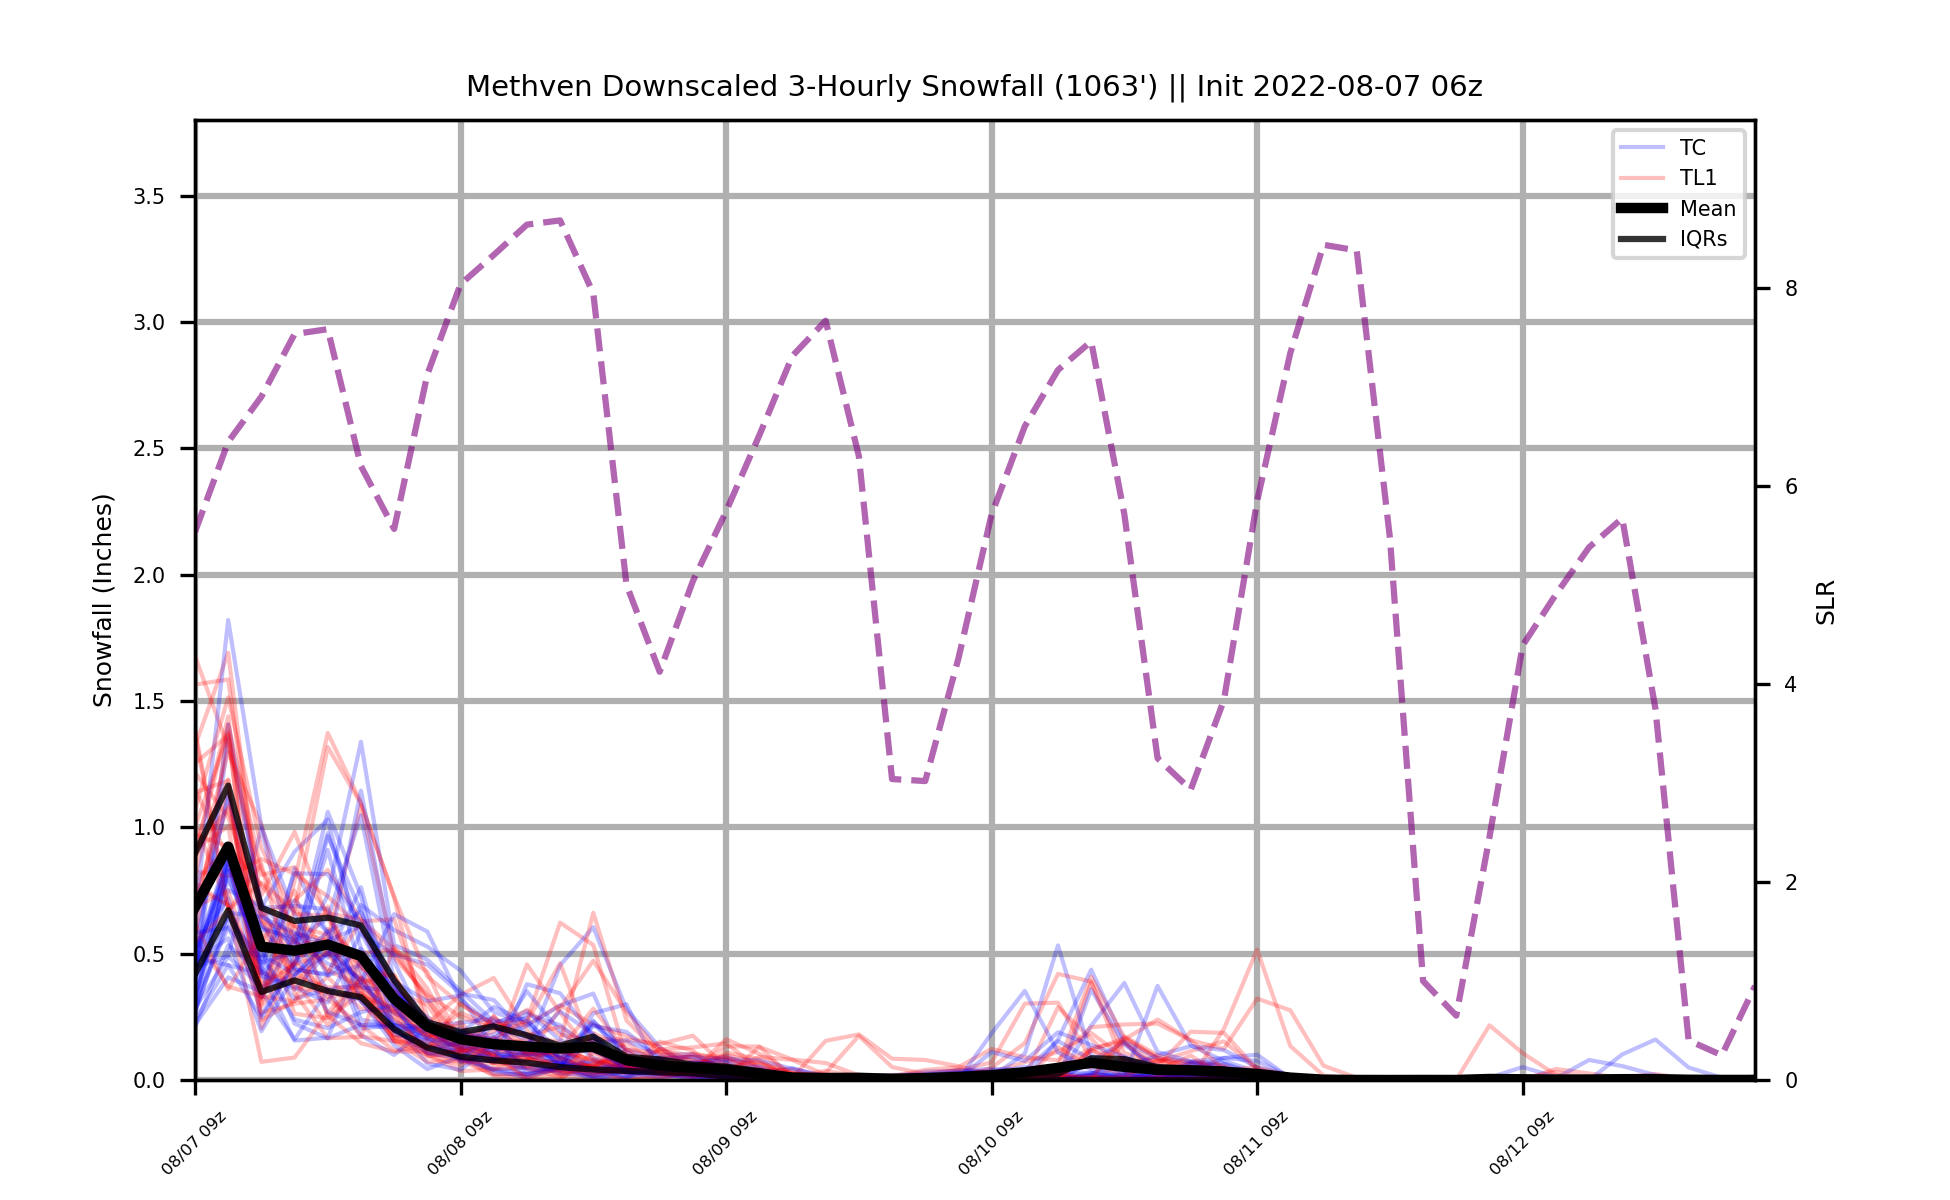 Methven Downscaled 3-Hourly Snowfall (1063') || Init 2022-08-07 06z
TC
TL1
Mean
IQRs
Snowfall (Inches)
3.5
3.0
2.5
2.0
1.5
1.0
0.5
0.0
SLR
8
6
4
2
0
08/07 09z
08/08 09z
08/09 09z
08/10 09z
08/11 09z
08/12 09z